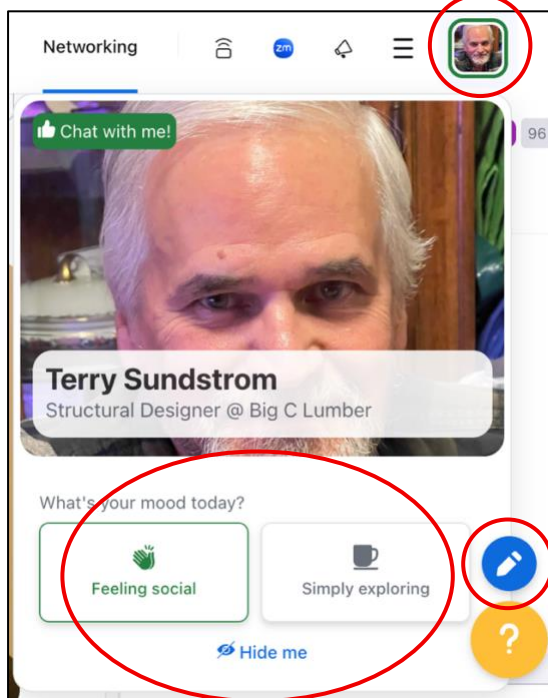 Networking
zm
Chat with me!
96
Terry Sundstrom
Structural Designer @ Big C Lumber
What's your mood today?
Feeling social
Simply exploring
Hide me
?